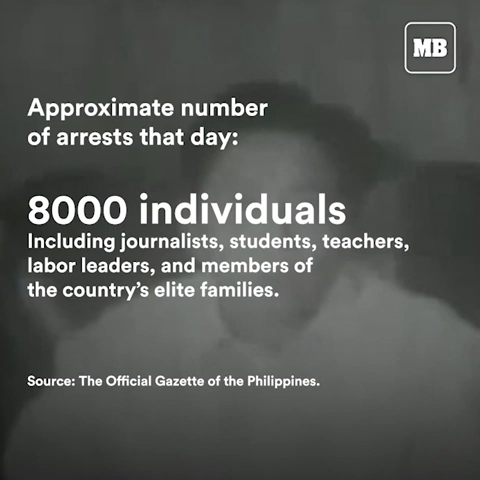 MB
Approximate number
of arrests that day:
8000 individuals
Including journalists, students, teachers,
labor leaders, and members of
the country's elite families.
Source: The Official Gazette of the Philippines.